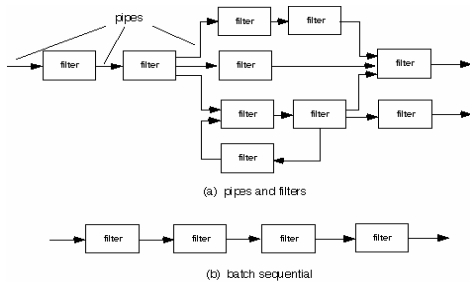 pipes
filter filter
filter filter filter filter
filter filter filter
filter
(a) pipes and filters
filter filter filter filter
(b) batch sequential